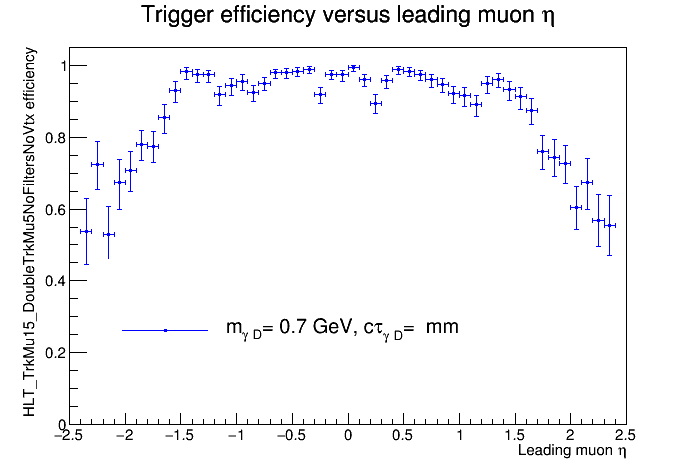 Trigger efficiency versus leading muon η
HLT_TrkMu15_DoubleTrkMu5NoFiltersNoVtx efficiency
1
0.8
0.6
0.4
0.2
0
m_γ D= 0.7 GeV, cτ_γ D= mm
−2.5 −2 −1.5 −1 −0.5 0 0.5 1 1.5 2 2.5
Leading muon η